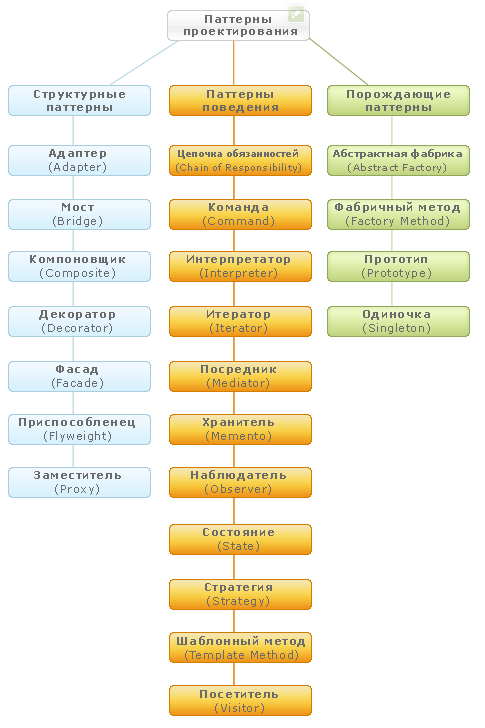 Паттерны
проектирования
Структурные
паттерны
Адаптер
(Adapter)
Мост
(Bridge)
Компоновщик
(Composite)
Декоратор
(Decorator)
Фасад
(Facade)
Приспособленец
(Flyweight)
Заместитель
(Proxy)
Паттерны
поведения
Цепочка обязанностей
(Chain of Responsibility)
Команда
(Command)
Интерпретатор
(Interpreter)
Итератор
(Iterator)
Посредник
(Mediator)
Хранитель
(Memento)
Наблюдатель
(Observer)
Состояние
(State)
Стратегия
(Strategy)
Шаблонный метод
(Template Method)
Посетитель
(Visitor)
Порождающие
паттерны
Абстрактная фабрика
(Abstract Factory)
Фабричный метод
(Factory Method)
Прототип
(Prototype)
Одиночка
(Singleton)